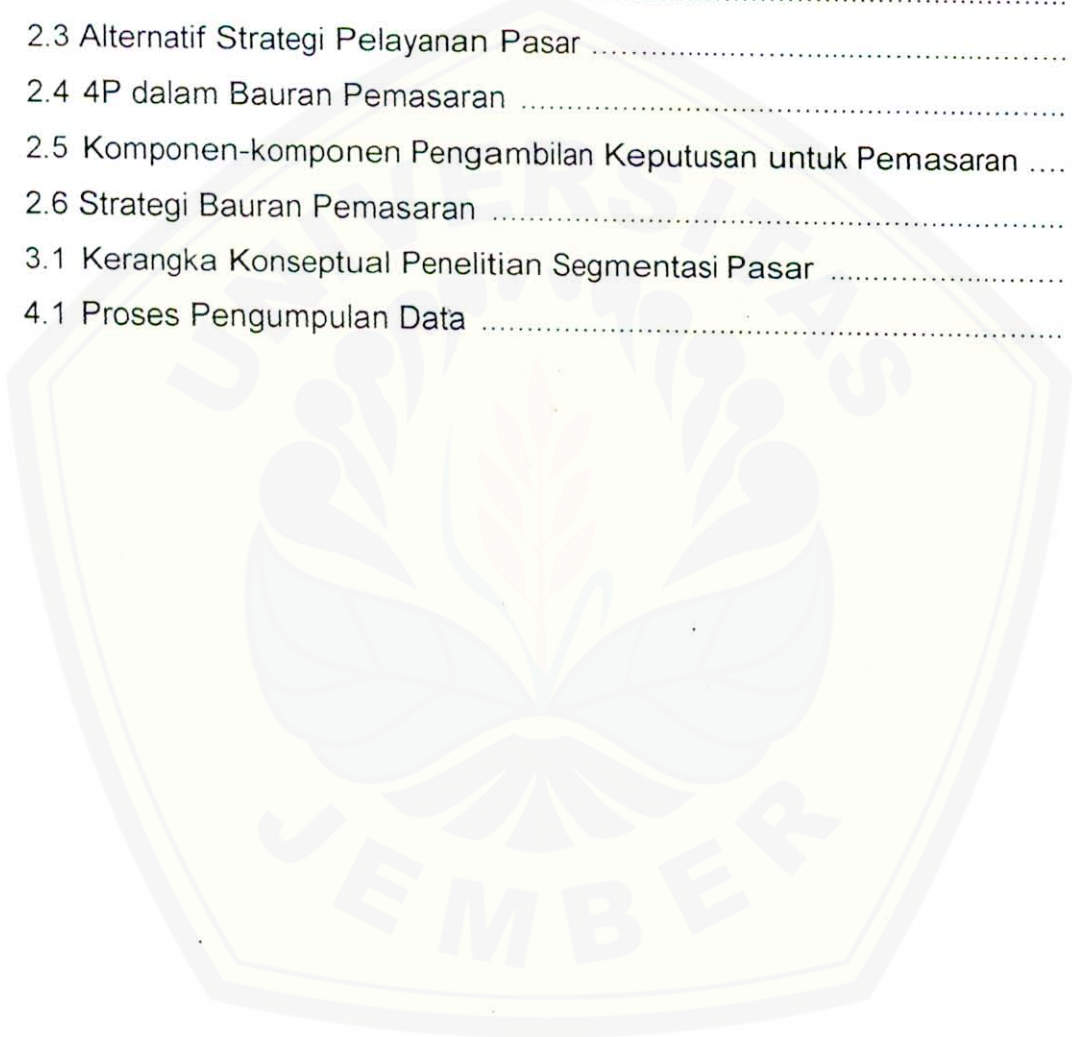 2.3 Alternatif Strategi Pelayanan Pasar ....................................................
2.4 4P dalam Bauran Pemasaran ............................................................
2.5 Komponen-komponen Pengambilan Keputusan untuk Pemasaran ....
2.6 Strategi Bauran Pemasaran ..............................................................
3.1 Kerangka Konseptual Penelitian Segmentasi Pasar .........................
4.1 Proses Pengumpulan Data ...............................................................
UNIVERSITAS
JEMBER